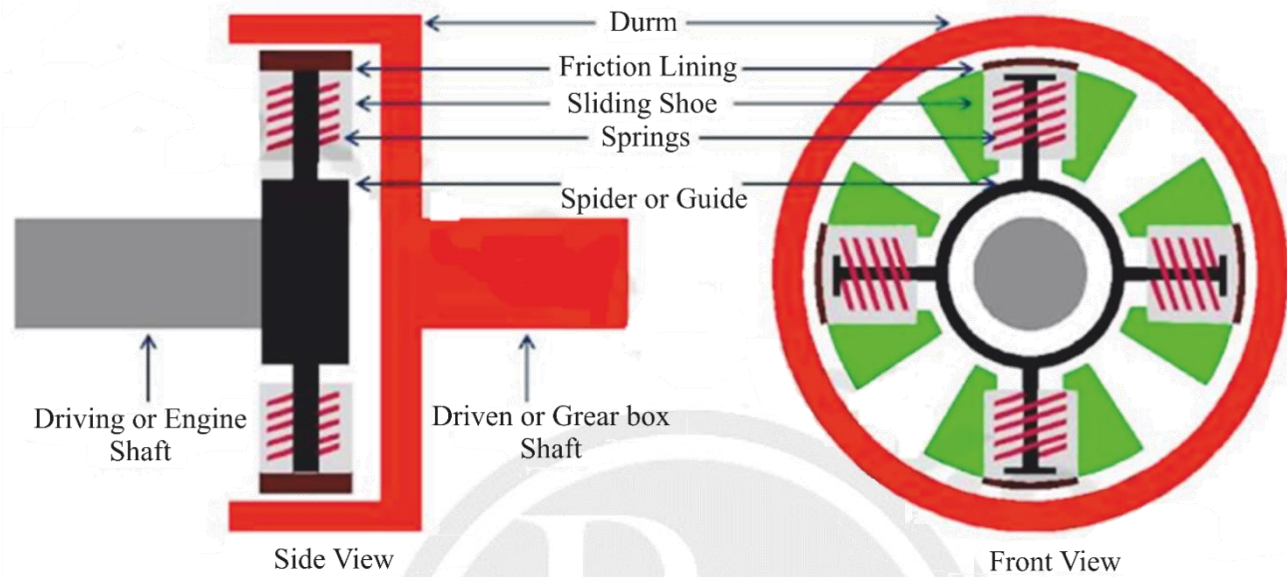 Durm
Friction Lining
Sliding Shoe
Springs
Spider or Guide
Driving or Engine
Shaft
Driven or Grear box
Shaft
Side View
Front View